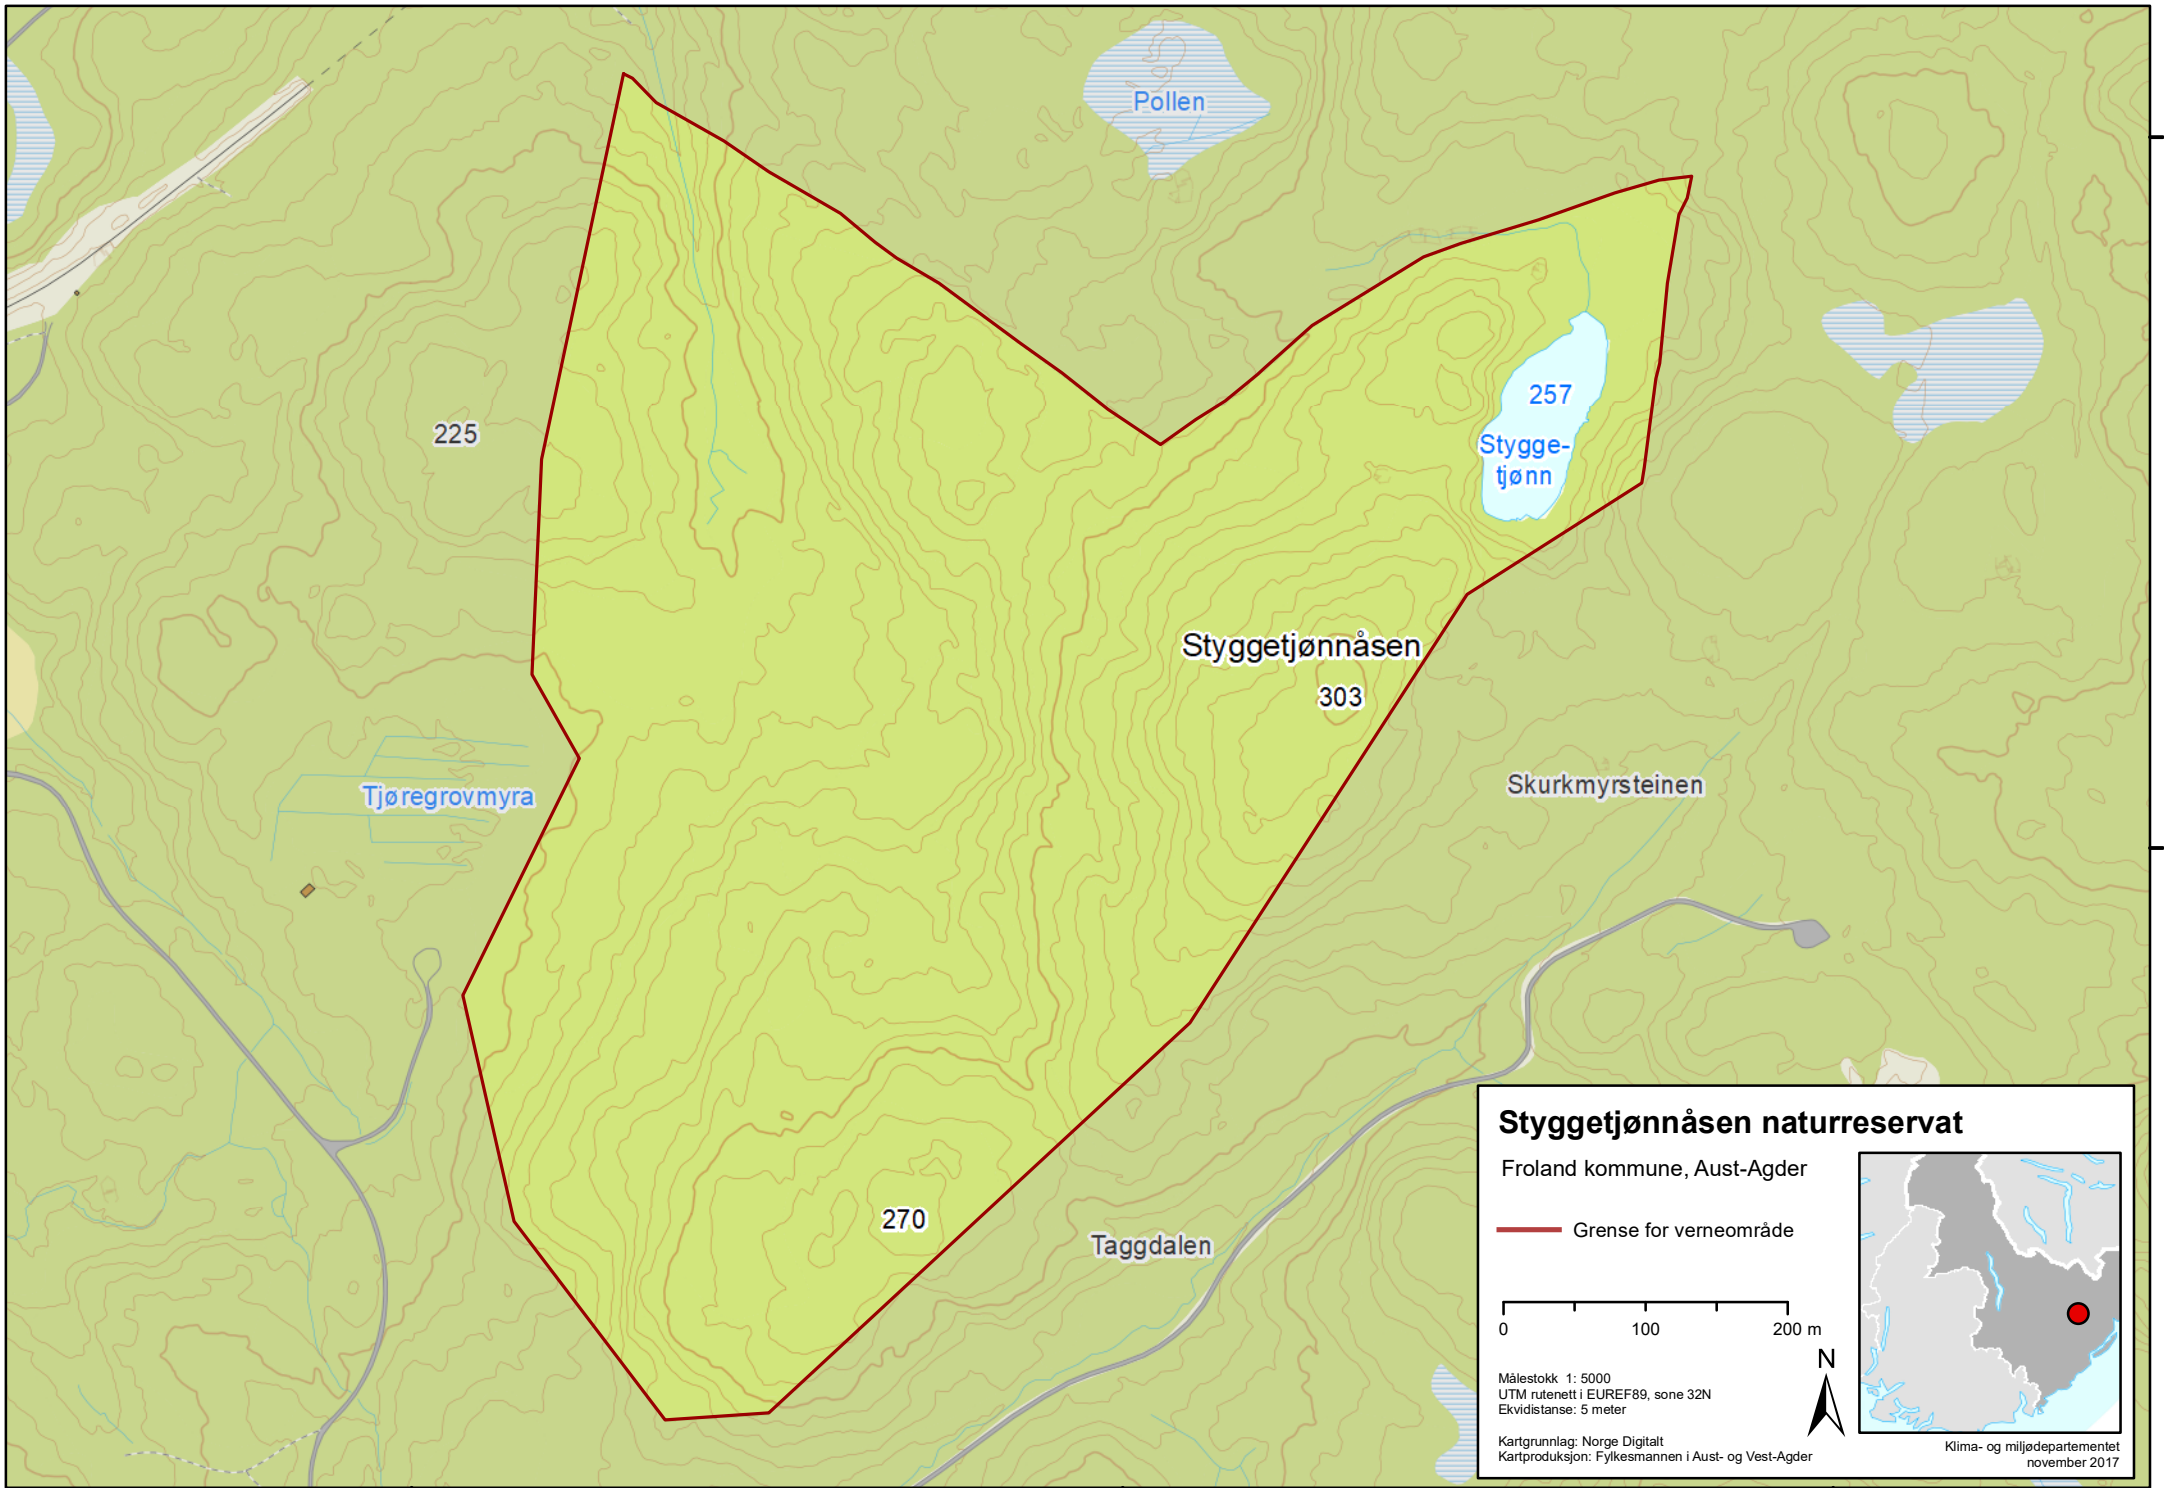 Pollen
257
Stygge-
tjønn
225
Styggetjønnåsen
303
Tjøregrovmyra
Skurkmyrsteinen
270
Taggdalen
Styggetjønnåsen naturreservat
Froland kommune, Aust-Agder
Grense for verneområde
0 100 200 m
N
Målestokk 1: 5000
UTM rutenett i EUREF89, sone 32N
Ekvidistanse: 5 meter
Kartgrunnlag: Norge Digitalt
Kartproduksjon: Fylkesmannen i Aust- og Vest-Agder
Klima- og miljødepartementet
november 2017